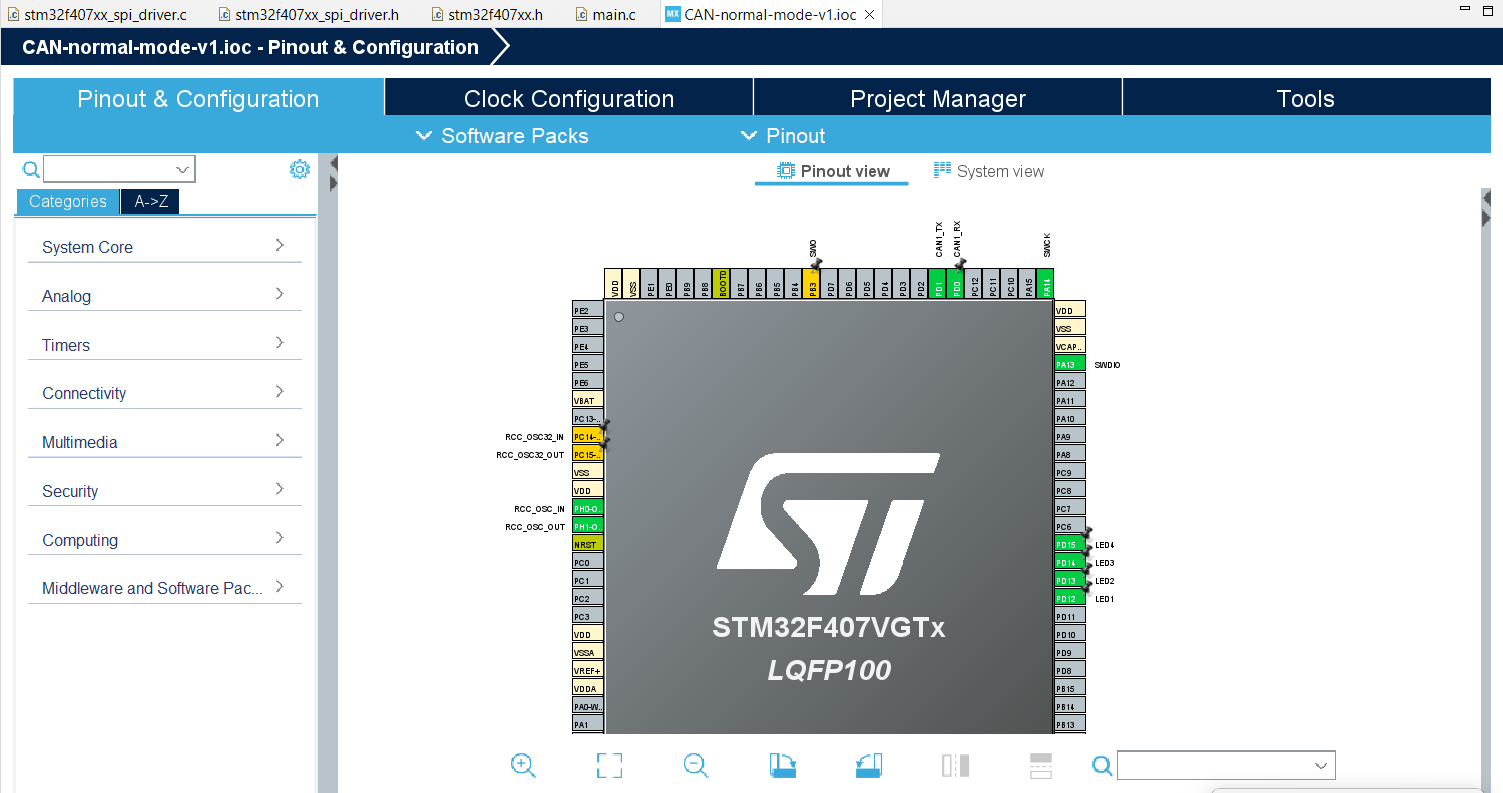 stm32f407xx_spi_driver.c
stm32f407xx_spi_driver.h
stm32f407xx.h
main.c
MX CAN-normal-mode-v1.ioc
CAN-normal-mode-v1.ioc - Pinout & Configuration
Pinout & Configuration
Clock Configuration
Project Manager
Tools
Software Packs
Pinout
Pinout view
System view
Categories
A->Z
System Core
Analog
Timers
Connectivity
Multimedia
Security
Computing
Middleware and Software Pac...
SWO
CAN1_TX
CAN1_RX
SWCK
VDD
VSS
PE1
PE0
PB9
PB8
BOOT0
PB7
PB6
PB5
PB4
PB3
PD7
PD6
PD5
PD4
PD3
PD2
PD1
PD0
PC12
PC11
PC10
PA15
PA14
PE2
PE3
PE4
PE5
PE6
VBAT
PC13-..
RCC_OSC32_IN PC14-..
RCC_OSC32_OUT PC15-..
VSS
VDD
RCC_OSC_IN PH0-O..
RCC_OSC_OUT PH1-O..
NRST
PC0
PC1
PC2
PC3
VDD
VSSA
VREF+
VDDA
PA0-W..
PA1
VDD
VSS
VCAP..
PA13 SWDIO
PA12
PA11
PA10
PA9
PA8
PC9
PC8
PC7
PC6
PD15 LED4
PD14 LED3
PD13 LED2
PD12 LED1
PD11
PD10
PD9
PD8
PB15
PB14
PB13
ST
STM32F407VGTx
LQFP100